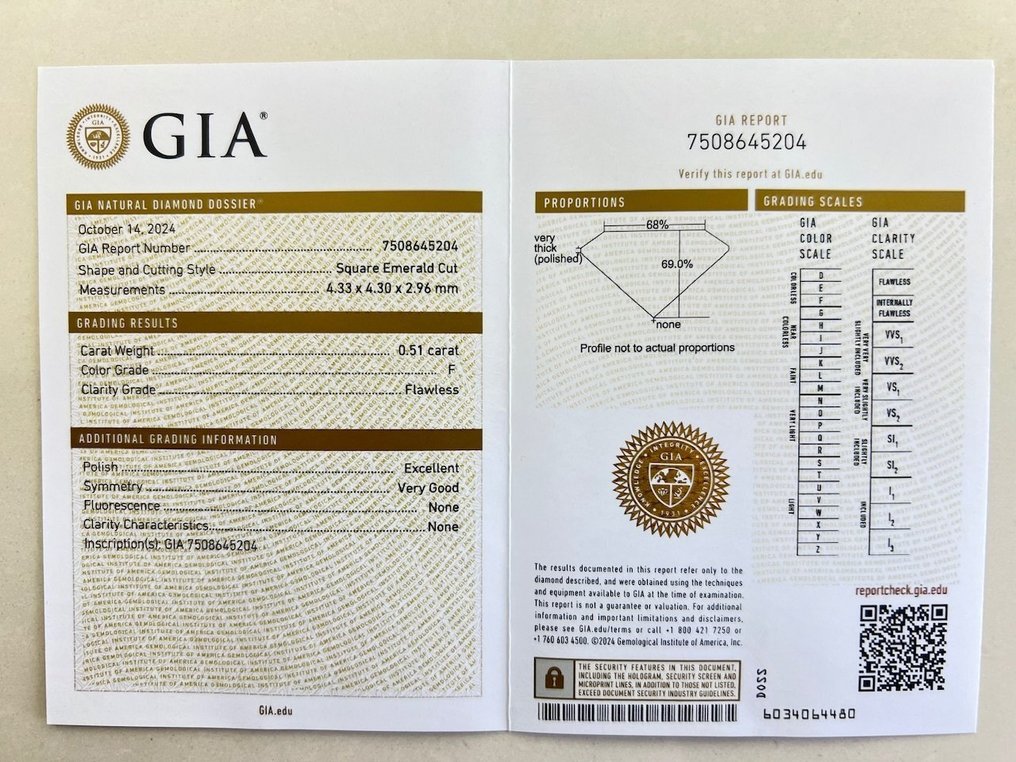 GIA®
GIA NATURAL DIAMOND DOSSIER®
October 14, 2024
GIA Report Number 7508645204
Shape and Cutting Style Square Emerald Cut
Measurements 4.33 x 4.30 x 2.96 mm
GRADING RESULTS
Carat Weight 0.51 carat
Color Grade F
Clarity Grade Flawless
ADDITIONAL GRADING INFORMATION
Polish Excellent
Symmetry Very Good
Fluorescence None
Clarity Characteristics None
Inscription(s): GIA 7508645204
GIA.edu
GIA REPORT
7508645204
Verify this report at GIA.edu
PROPORTIONS
68%
very
thick
(polished)
69.0%
none
Profile not to actual proportions
KNOWLEDGE • INTEGRITY • EXCELLENCE
GIA
1931
The results documented in this report refer only to the
diamond described, and were obtained using the techniques
and equipment available to GIA at the time of examination.
This report is not a guarantee or valuation. For additional
information and important limitations and disclaimers,
please see GIA.edu/terms or call +1 800 421 7250 or
+1 760 603 4500. ©2024 Gemological Institute of America, Inc.
THE SECURITY FEATURES IN THIS DOCUMENT,
INCLUDING THE HOLOGRAM, SECURITY SCREEN AND
MICROPRINT LINES, IN ADDITION TO THOSE NOT LISTED,
EXCEED DOCUMENT SECURITY INDUSTRY GUIDELINES.
GRADING SCALES
GIA
COLOR
SCALE
COLORLESS
D
E
F
NEAR COLORLESS
G
H
I
J
FAINT
K
L
M
VERY LIGHT
N
O
P
Q
R
LIGHT
S
T
U
V
W
X
Y
Z
GIA
CLARITY
SCALE
FLAWLESS
INTERNALLY
FLAWLESS
VERY VERY SLIGHTLY INCLUDED
VVS1
VVS2
VERY SLIGHTLY INCLUDED
VS1
VS2
SLIGHTLY INCLUDED
SI1
SI2
INCLUDED
I1
I2
I3
reportcheck.gia.edu
D022
6034064480